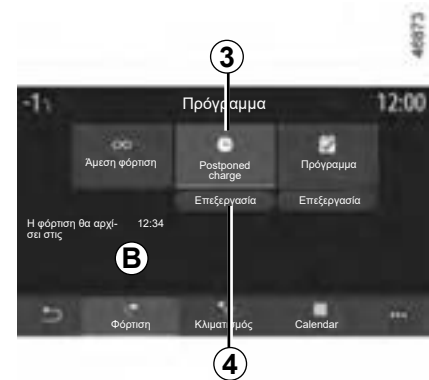 46873
3
-1
Πρόγραμμα
12:00
Άμεση φόρτιση
Postponed
charge
Πρόγραμμα
Επεξεργασία
Επεξεργασία
Η φόρτιση θα αρχί-
σει στις
12:34
B
Φόρτιση
Κλιματισμός
Calendar
4